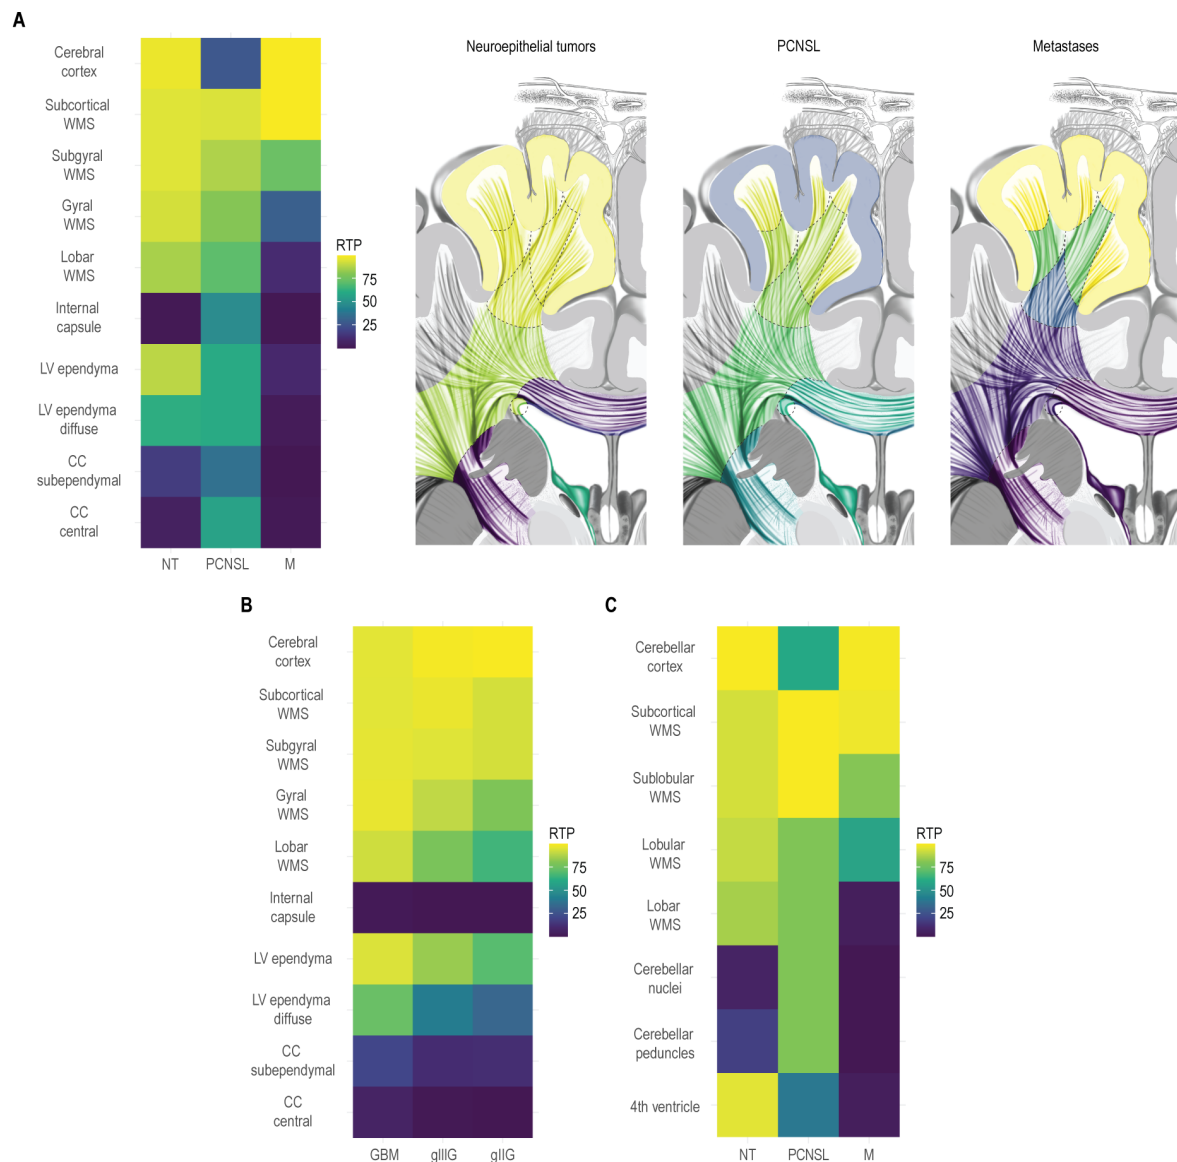 A
Neuroepithelial tumors
PCNSL
Metastases
Cerebral
cortex
Subcortical
WMS
Subgyral
WMS
Gyral
WMS
Lobar
WMS
Internal
capsule
LV ependyma
LV ependyma
diffuse
CC
subependymal
CC
central
NT
PCNSL
M
RTP
75
50
25
B
Cerebral
cortex
Subcortical
WMS
Subgyral
WMS
Gyral
WMS
Lobar
WMS
Internal
capsule
LV ependyma
LV ependyma
diffuse
CC
subependymal
CC
central
GBM
gIIIG
gIIG
RTP
75
50
25
C
Cerebellar
cortex
Subcortical
WMS
Sublobular
WMS
Lobular
WMS
Lobar
WMS
Cerebellar
nuclei
Cerebellar
peduncles
4th ventricle
NT
PCNSL
M
RTP
75
50
25